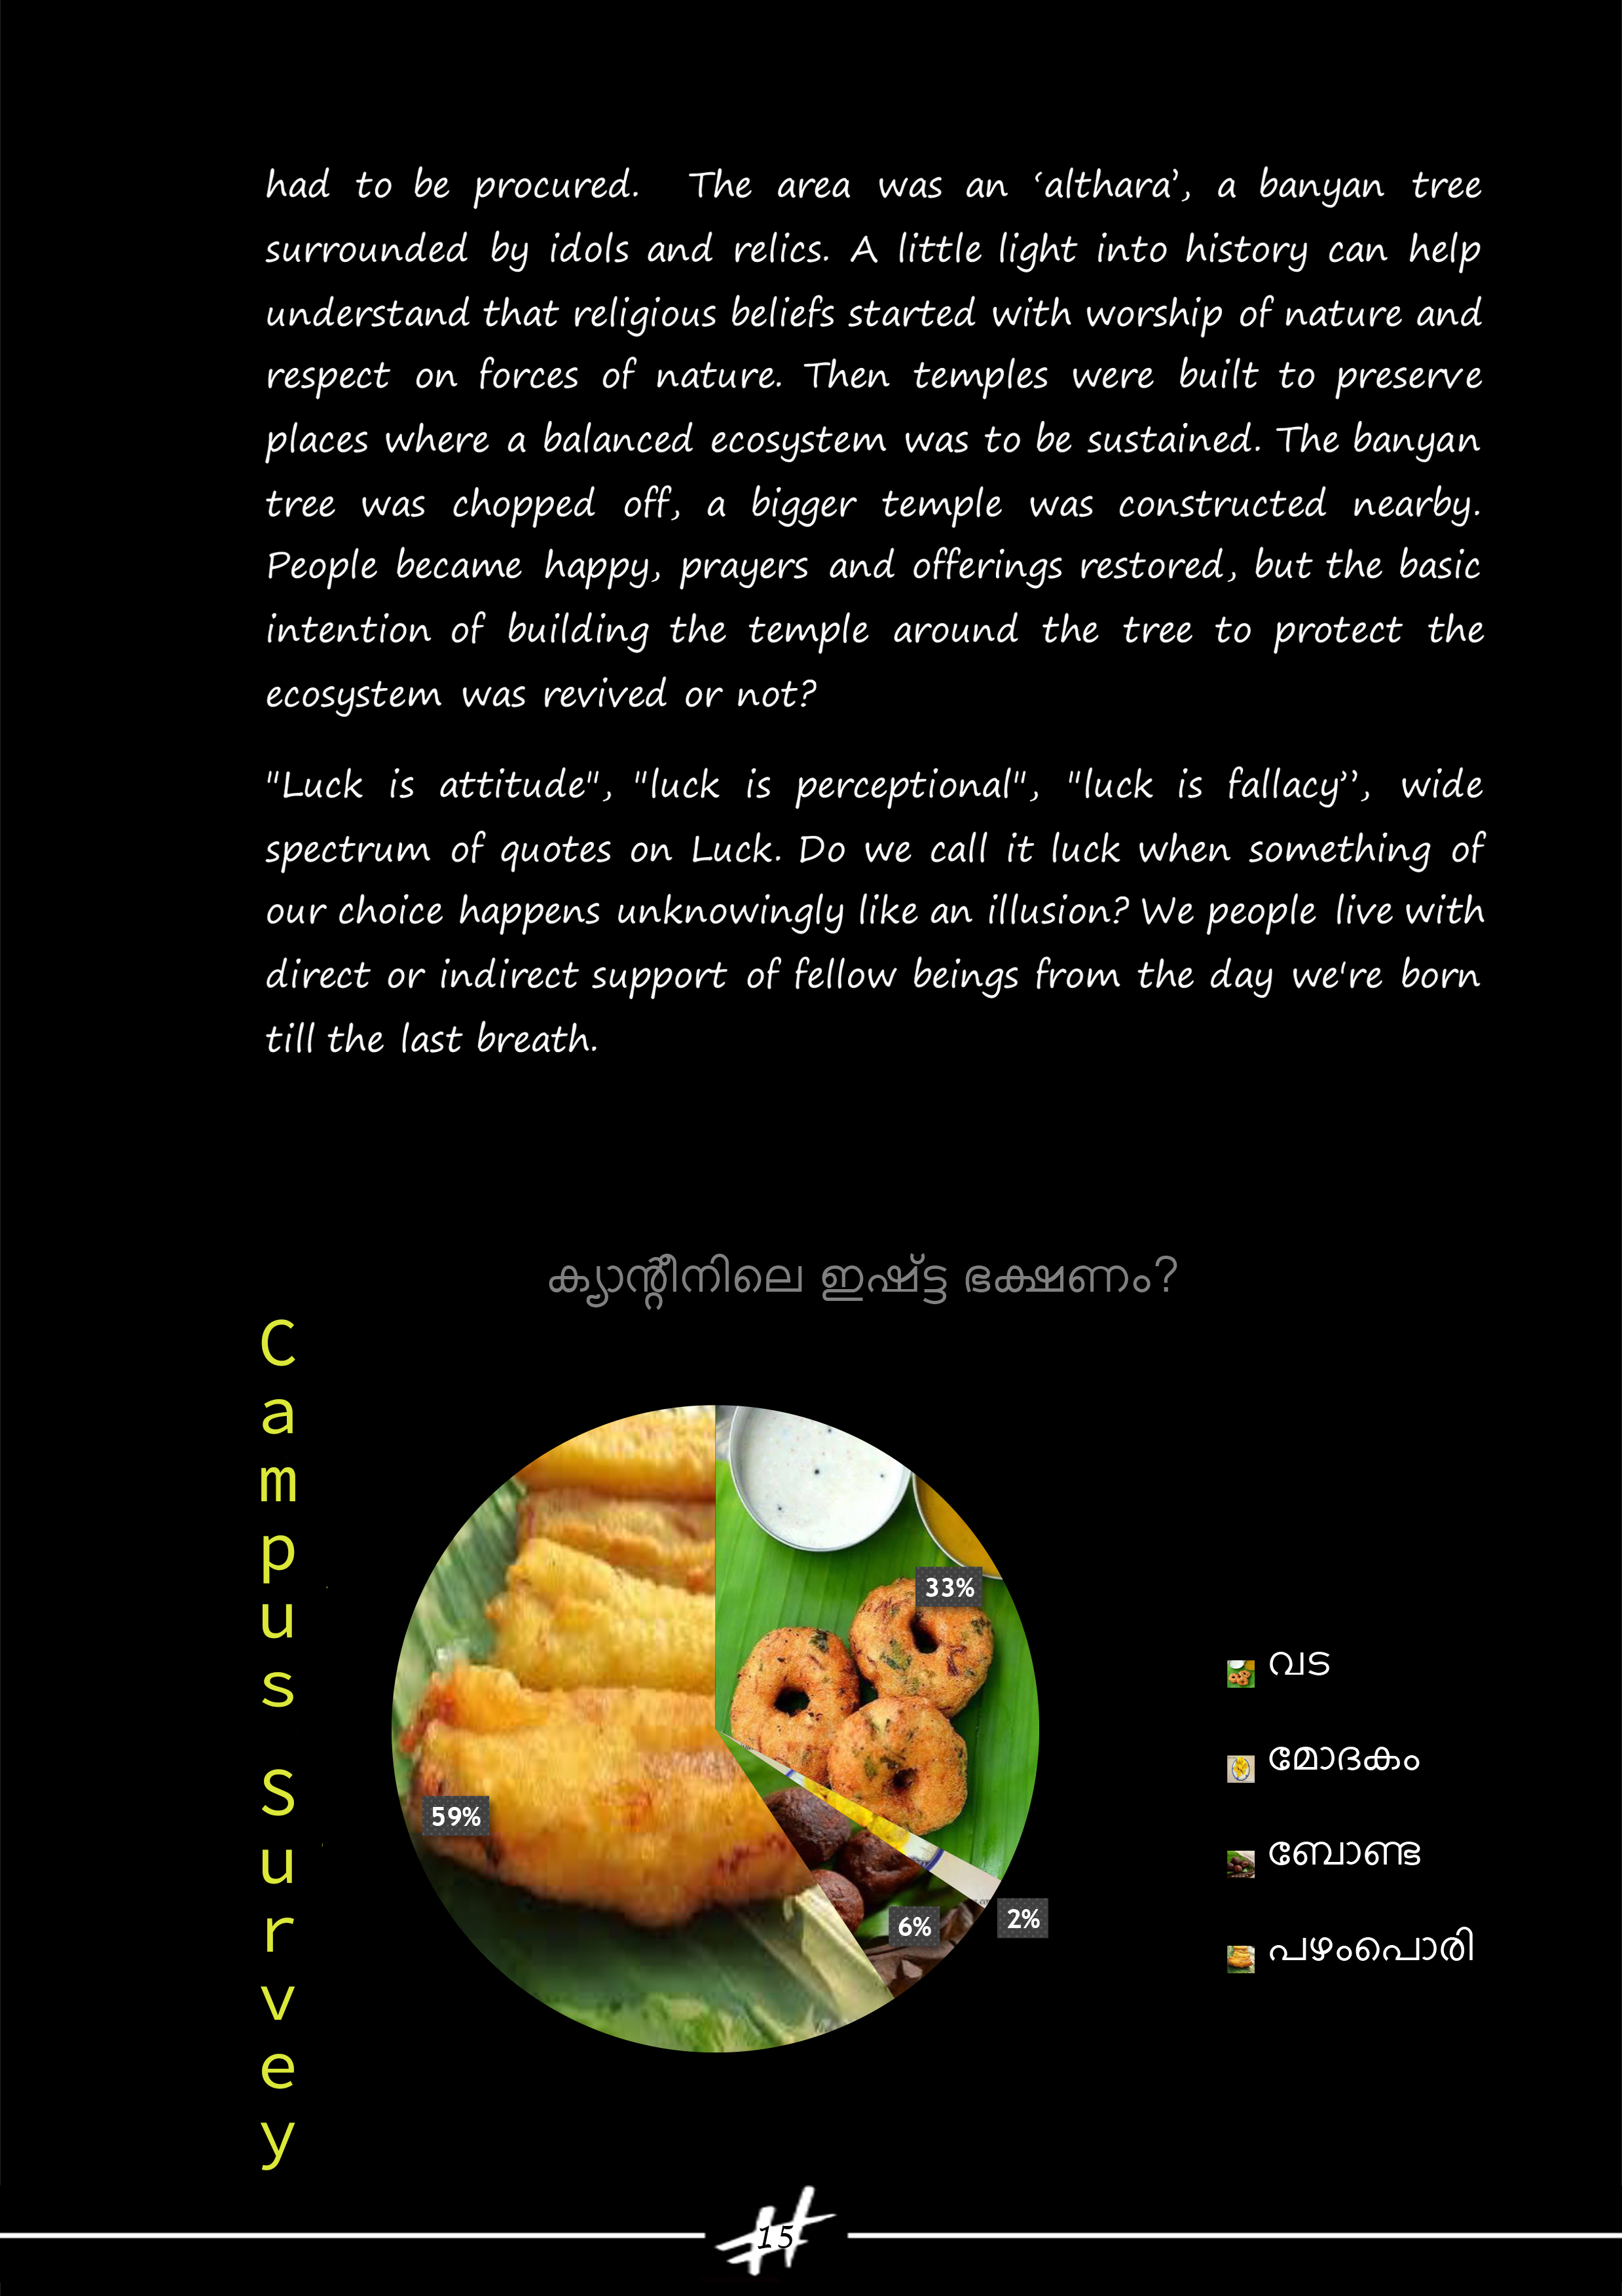 had to be procured. The area was an ‘althara’, a banyan tree
surrounded by idols and relics. A little light into history can help
understand that religious beliefs started with worship of nature and
respect on forces of nature. Then temples were built to preserve
places where a balanced ecosystem was to be sustained. The banyan
tree was chopped off, a bigger temple was constructed nearby.
People became happy, prayers and offerings restored, but the basic
intention of building the temple around the tree to protect the
ecosystem was revived or not?
"Luck is attitude", "luck is perceptional", "luck is fallacy’’, wide
spectrum of quotes on Luck. Do we call it luck when something of
our choice happens unknowingly like an illusion? We people live with
direct or indirect support of fellow beings from the day we're born
till the last breath.
ക്യാന്റീനിലെ ഇഷ്ട്ട ഭക്ഷണം?
Campus Survey
33%
59%
6%
2%
വട
മോദകം
ബോണ്ട
പഴംപൊരി
15